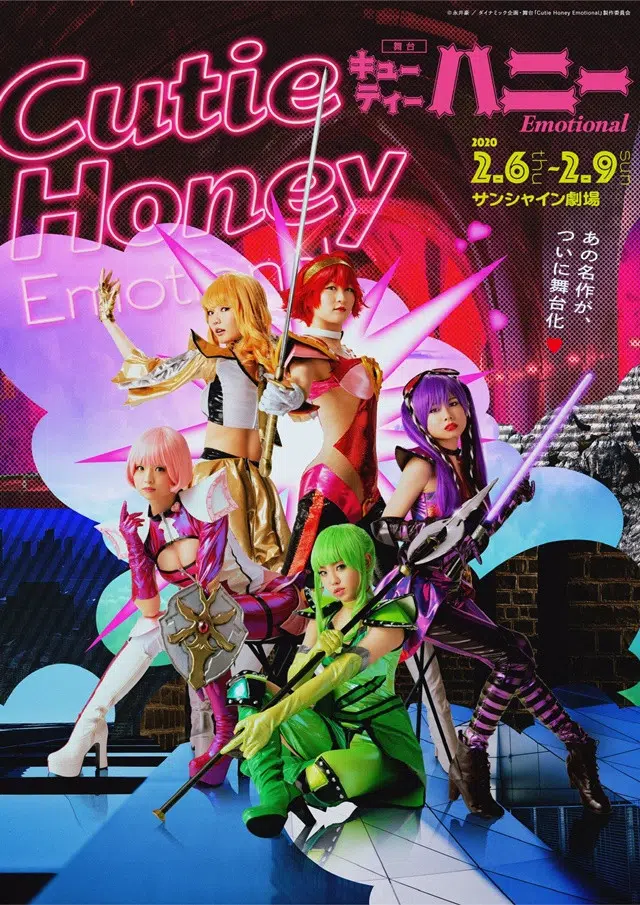 ©永井豪 ／ ダイナミック企画・舞台「Cutie Honey Emotional」製作委員会
Cutie
Honey
Emotional
舞台
キューティーハニー
Emotional
2020
2.6 thu ~2.9 sun
サンシャイン劇場
あの名作が、
ついに舞台化♥